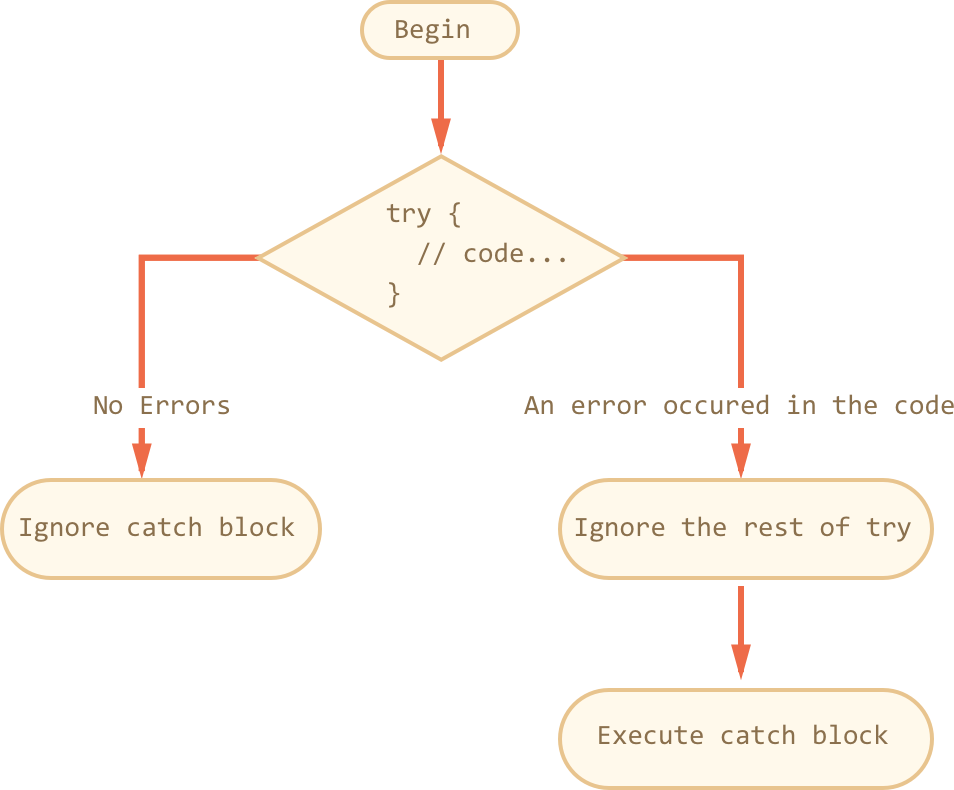 Begin
try {
// code...
}
No Errors
An error occured in the code
Ignore catch block
Ignore the rest of try
Execute catch block